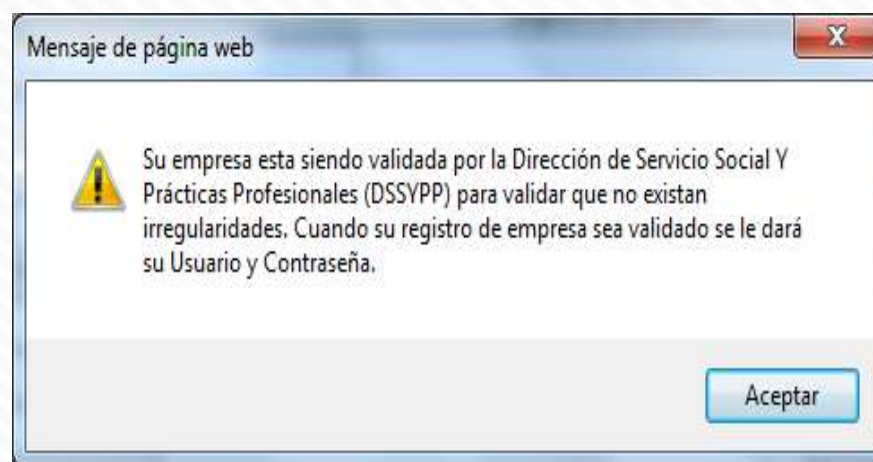 Mensaje de página web
Su empresa esta siendo validada por la Dirección de Servicio Social Y
Prácticas Profesionales (DSSYPP) para validar que no existan
irregularidades. Cuando su registro de empresa sea validado se le dará
su Usuario y Contraseña.
Aceptar